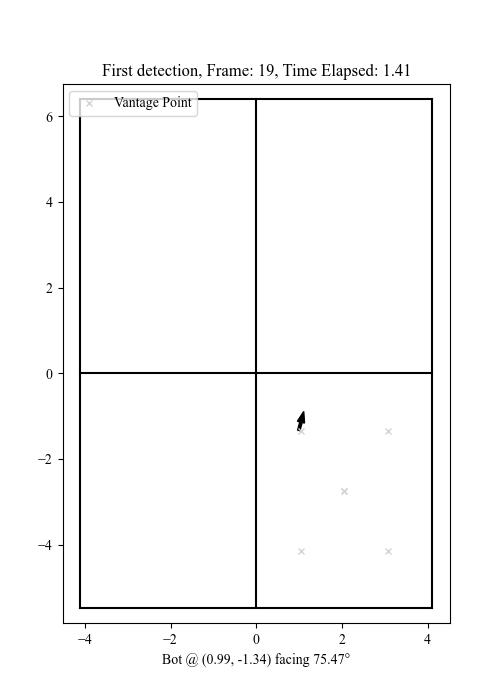 First detection, Frame: 19, Time Elapsed: 1.41
Vantage Point
6
4
2
0
−2
−4
−4 −2 0 2 4
Bot @ (0.99, -1.34) facing 75.47°